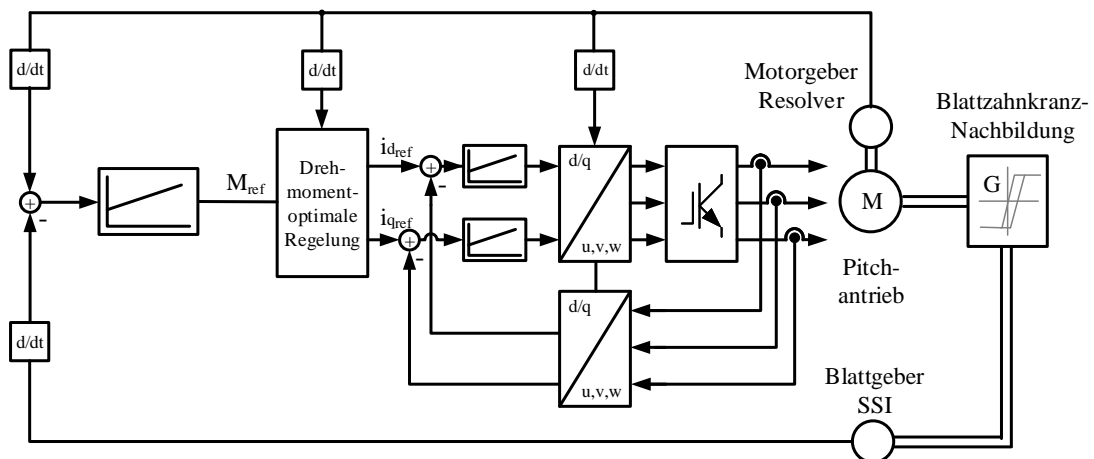 d/dt
d/dt
d/dt
Motorgeber
Resolver
Blattzahnkranz-
Nachbildung
M_ref
Dreh-
moment-
optimale
Regelung
i_dref
i_qref
+
-
+
-
+
-
d/q
u,v,w
M
G
Pitch-
antrieb
d/dt
d/q
u,v,w
Blattgeber
SSI